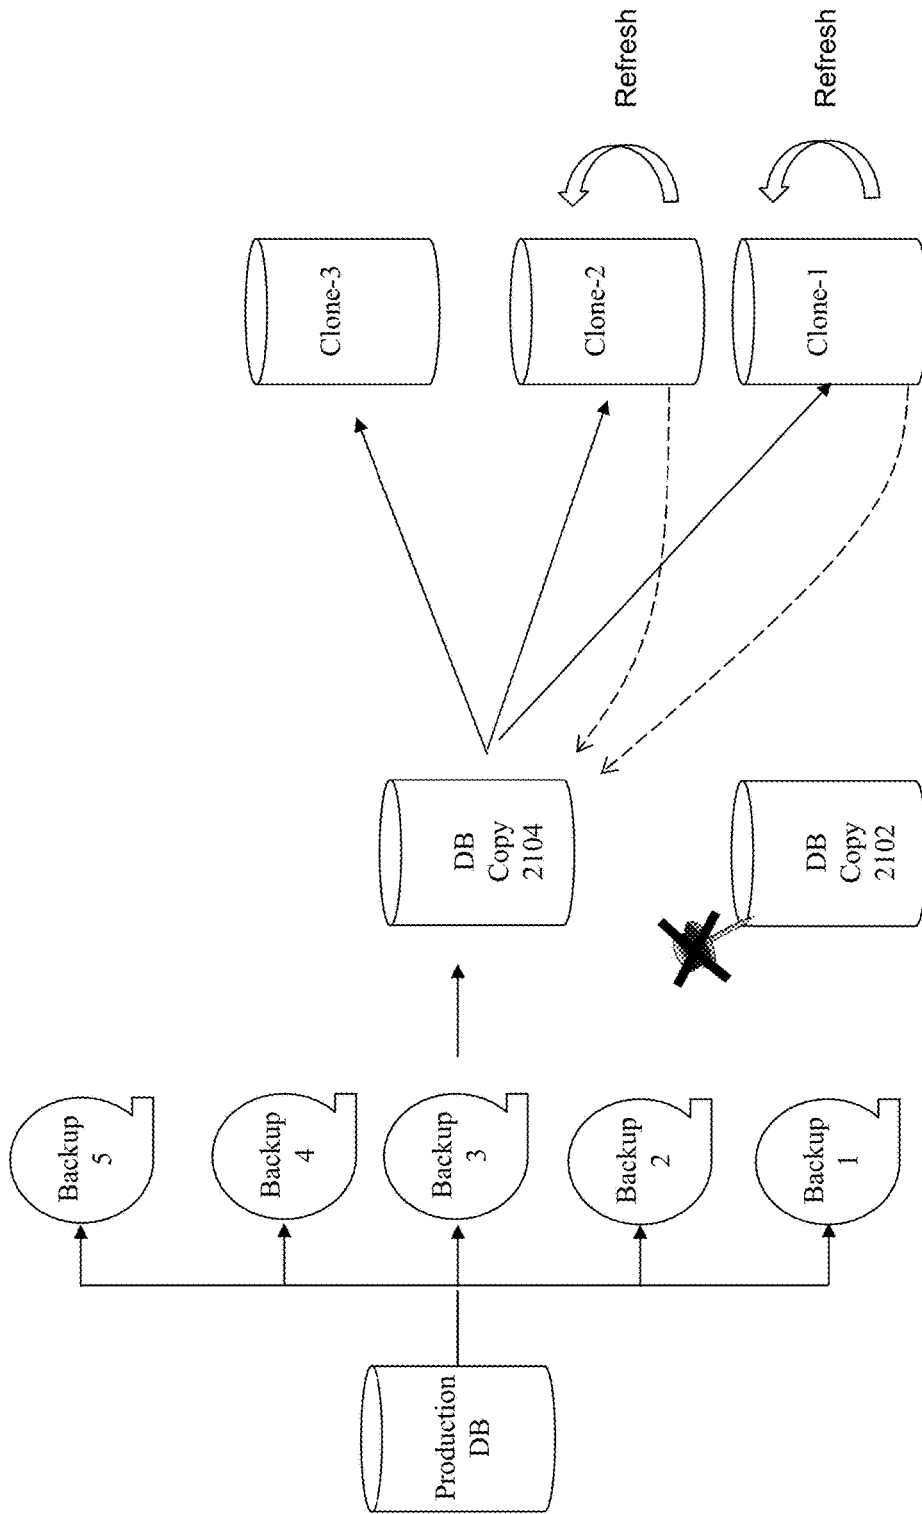 Production
DB
Backup
5
Backup
4
Backup
3
Backup
2
Backup
1
DB
Copy
2104
DB
Copy
2102
Clone-3
Clone-2
Clone-1
Refresh
Refresh